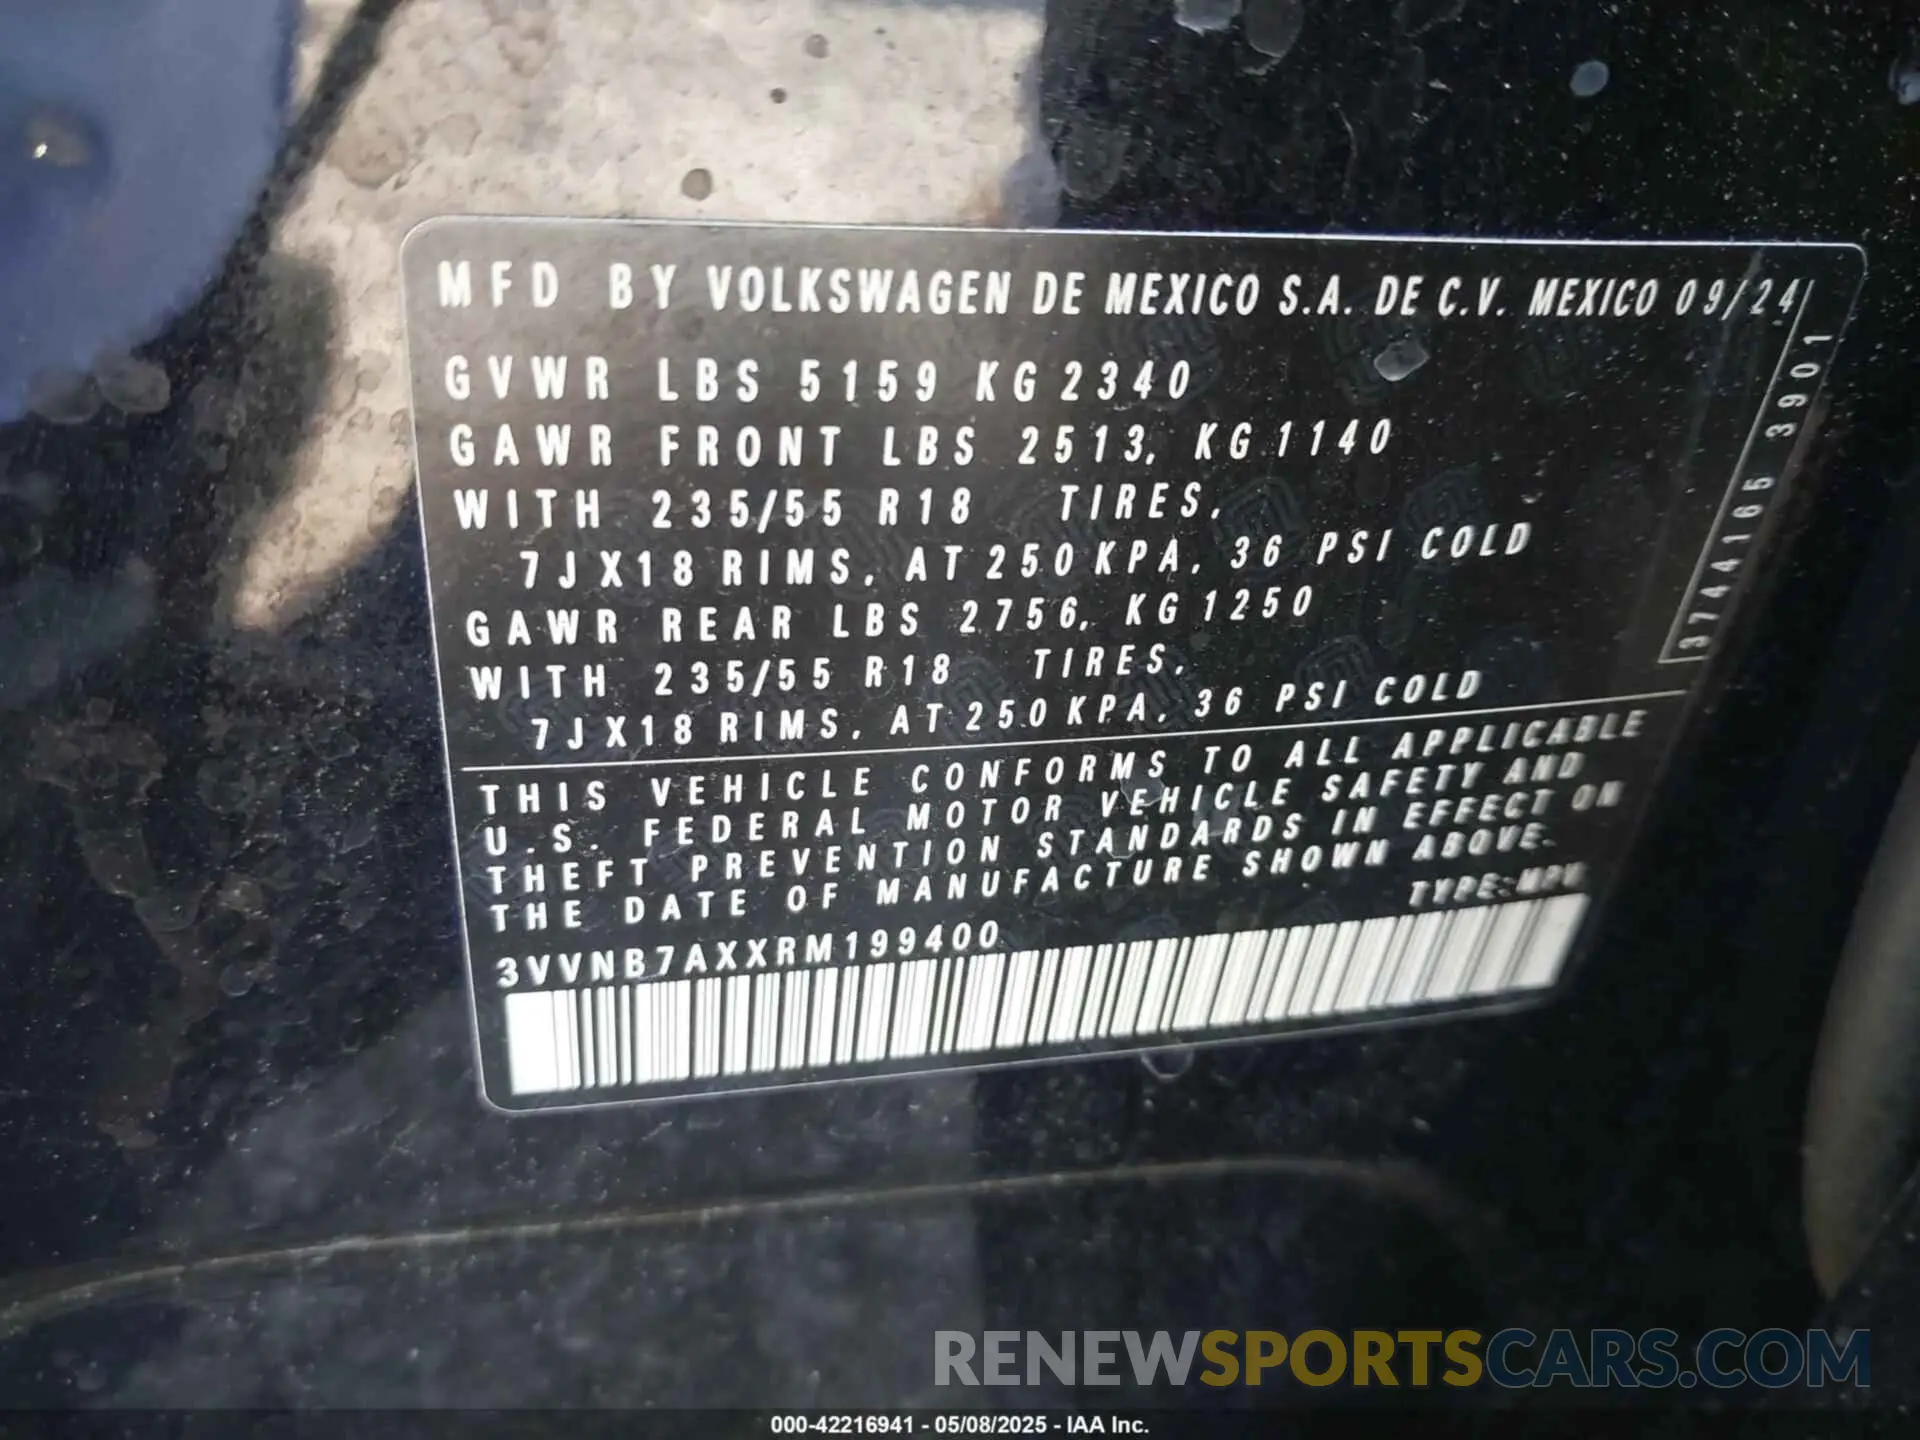 MFD BY VOLKSWAGEN DE MEXICO S.A. DE C.V. MEXICO 09/24
GVWR LBS 5159 KG 2340
GAWR FRONT LBS 2513, KG 1140
WITH 235/55 R18 TIRES,
7JX18 RIMS, AT 250 KPA, 36 PSI COLD
GAWR REAR LBS 2756, KG 1250
WITH 235/55 R18 TIRES,
7JX18 RIMS, AT 250 KPA, 36 PSI COLD
3744165 3901
THIS VEHICLE CONFORMS TO ALL APPLICABLE
U.S. FEDERAL MOTOR VEHICLE SAFETY AND
THEFT PREVENTION STANDARDS IN EFFECT ON
THE DATE OF MANUFACTURE SHOWN ABOVE.
TYPE: MPV
3VVNB7AXXRM199400
RENEWSPORTSCARS.COM
000-42216941 - 05/08/2025 - IAA Inc.